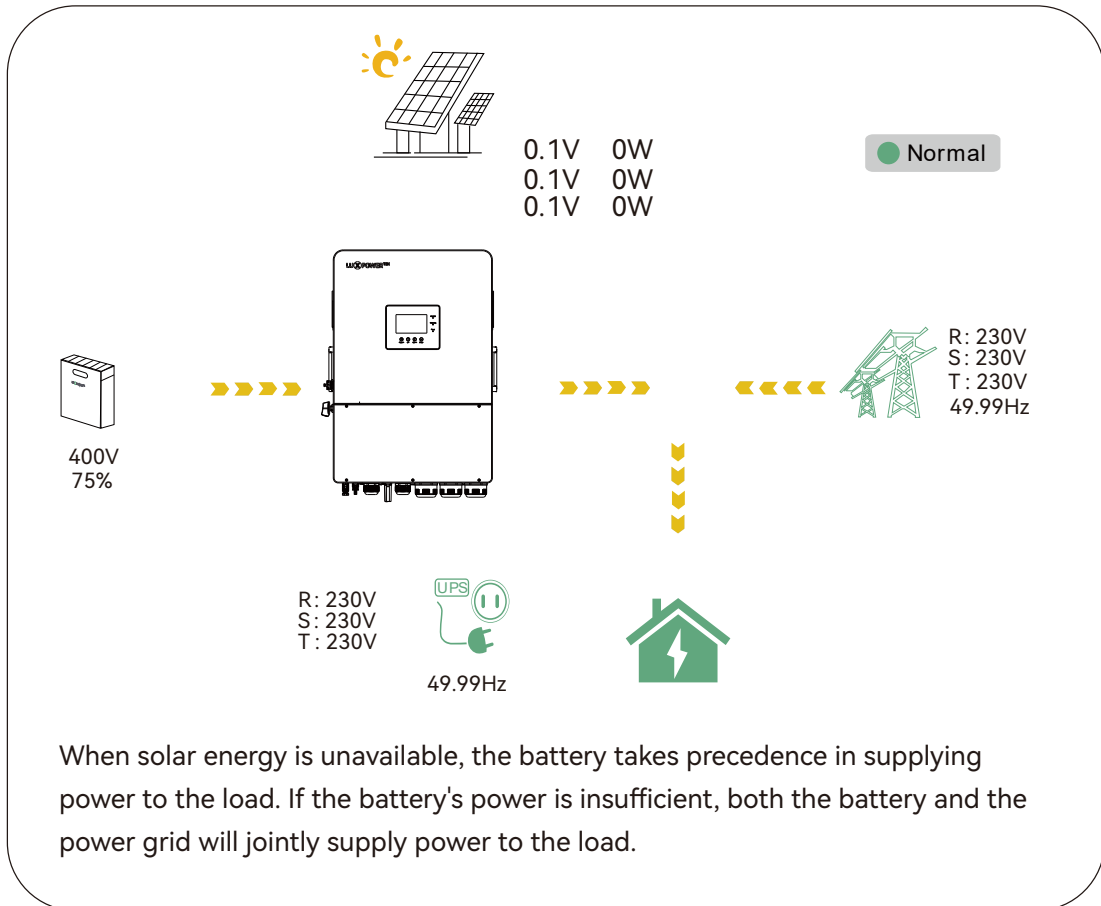 0.1V 0W
0.1V 0W
0.1V 0W
Normal
LUXPOWER
R: 230V
S: 230V
T: 230V
49.99Hz
400V
75%
R: 230V
S: 230V
T: 230V
UPS
49.99Hz
When solar energy is unavailable, the battery takes precedence in supplying
power to the load. If the battery's power is insufficient, both the battery and the
power grid will jointly supply power to the load.